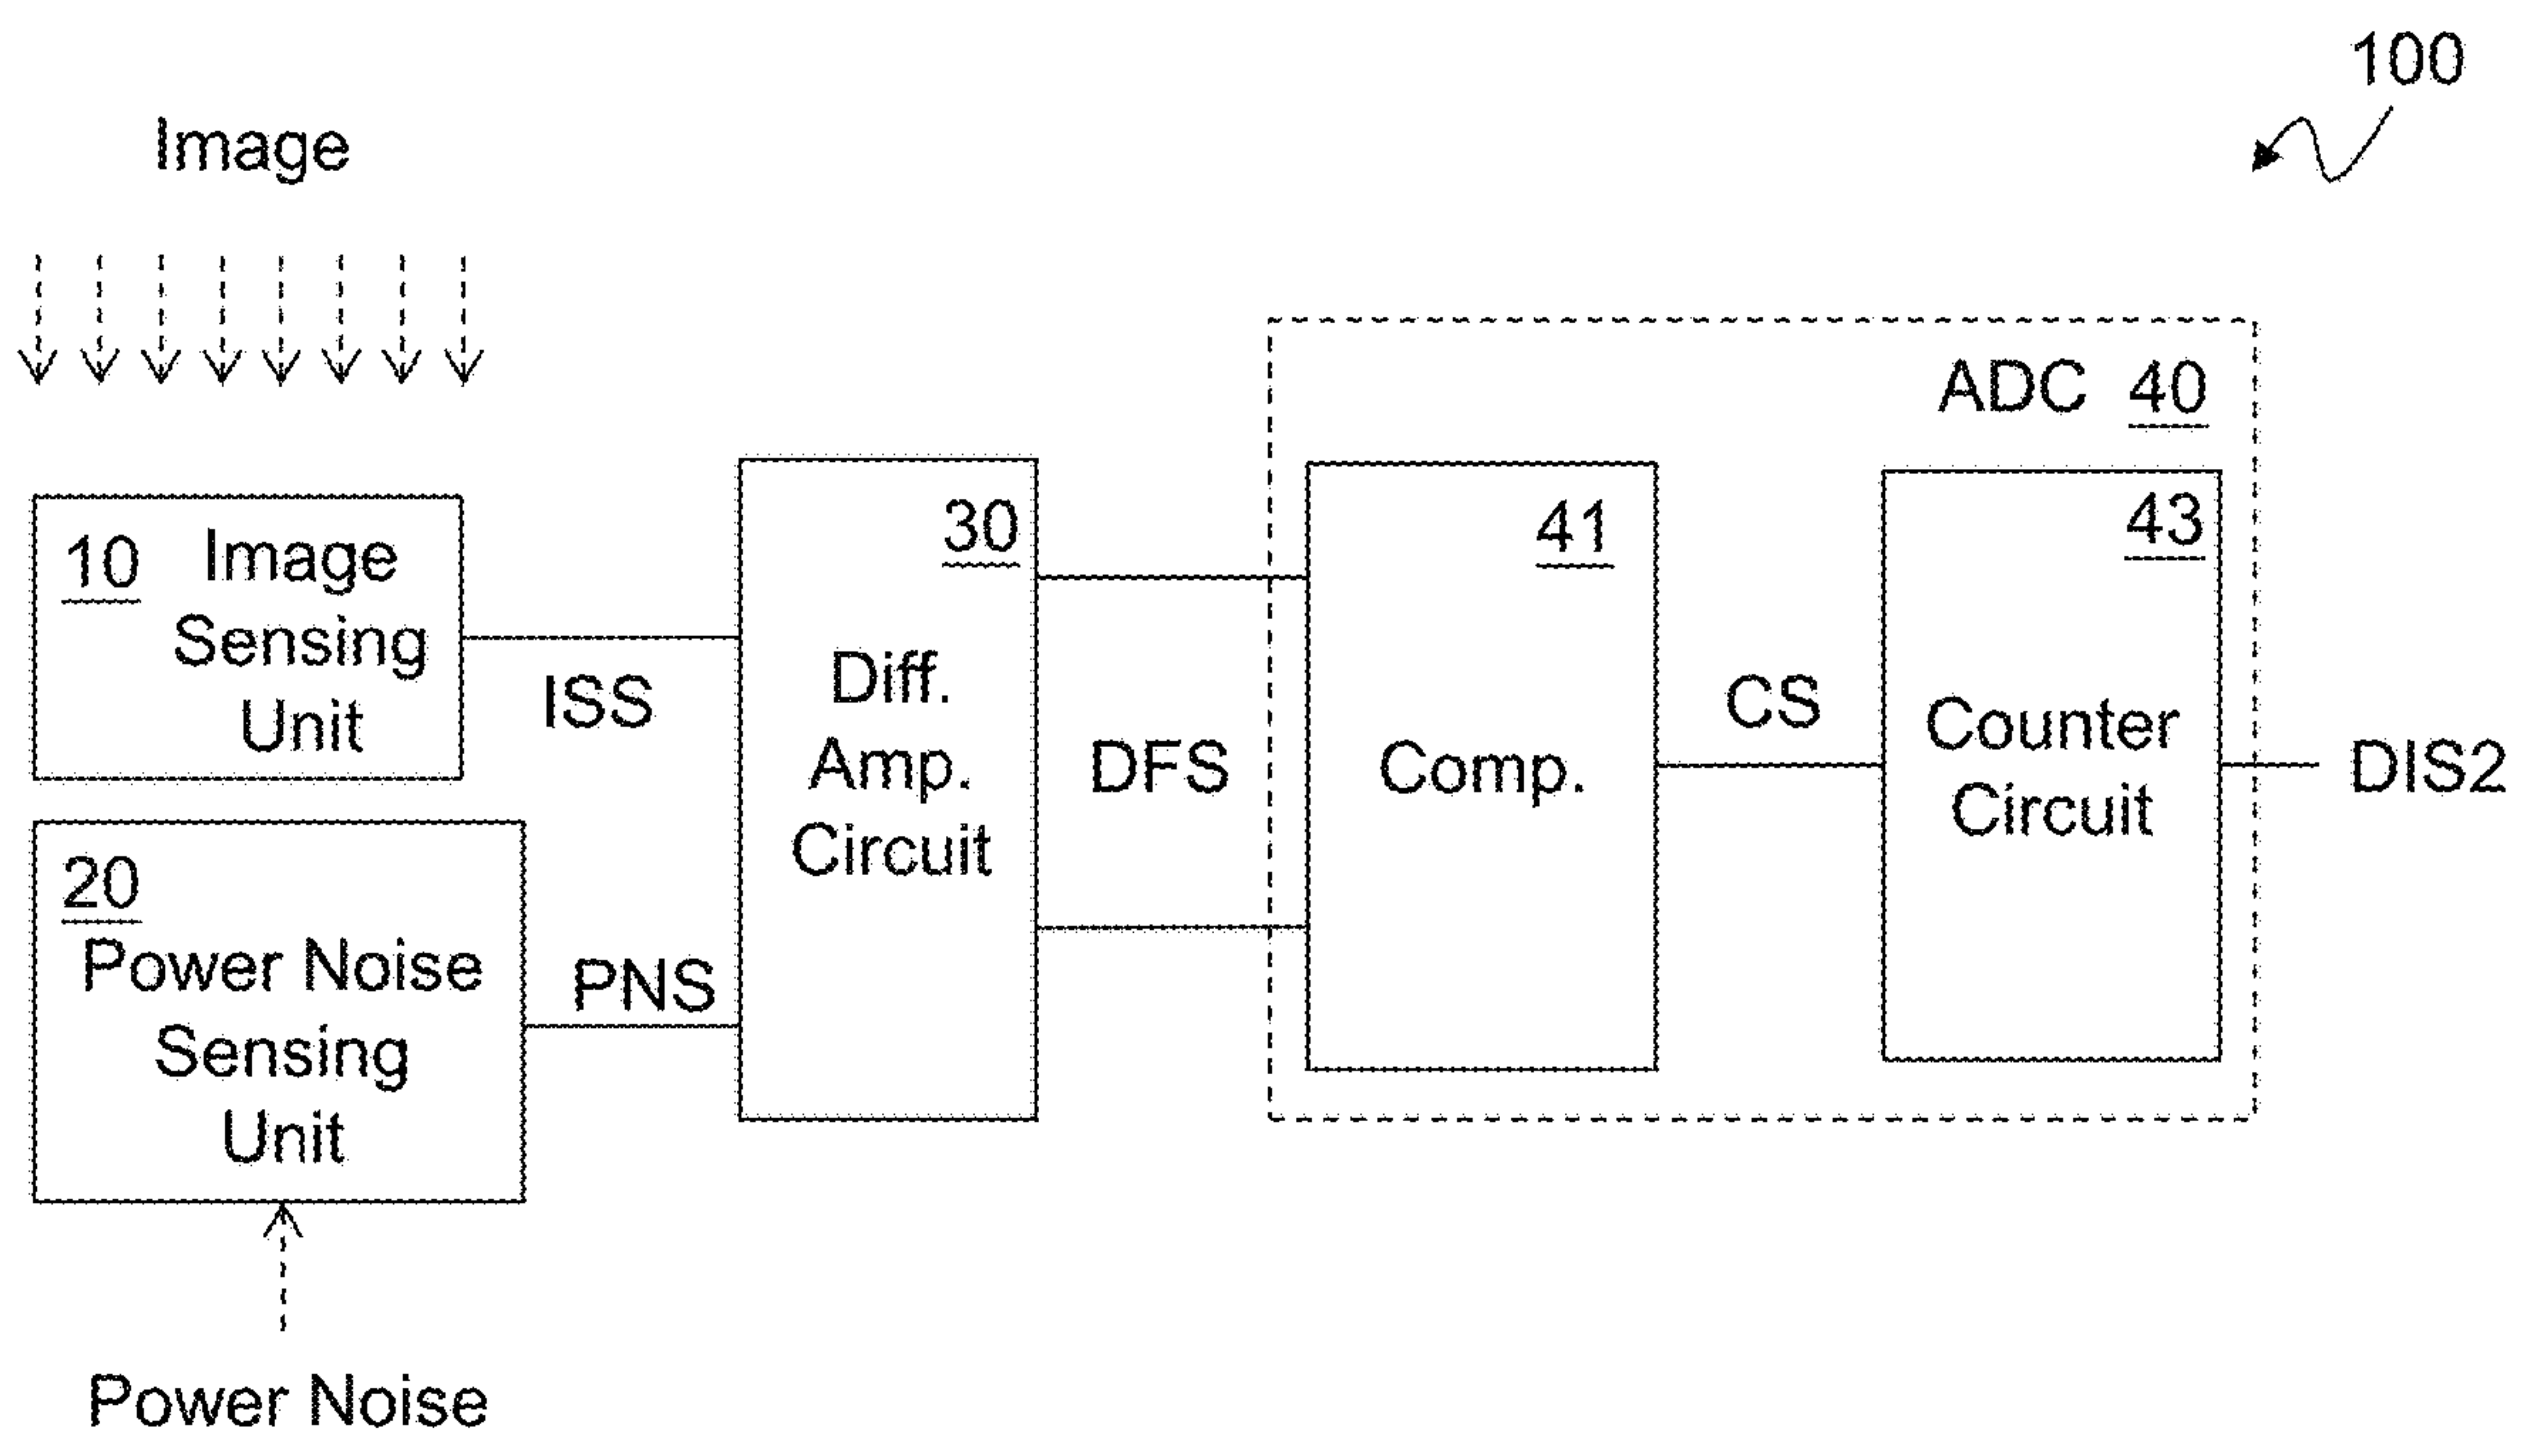 100
Image
ADC 40
10 Image
Sensing
Unit
ISS
20
Power Noise
Sensing
Unit
PNS
30
Diff.
Amp.
Circuit
DFS
41
Comp.
CS
43
Counter
Circuit
DIS2
Power Noise